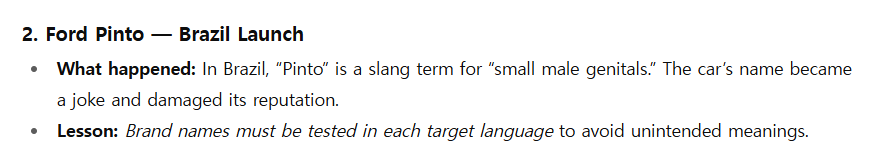 2. Ford Pinto — Brazil Launch
• What happened: In Brazil, “Pinto” is a slang term for “small male genitals.” The car’s name became
a joke and damaged its reputation.
• Lesson: Brand names must be tested in each target language to avoid unintended meanings.